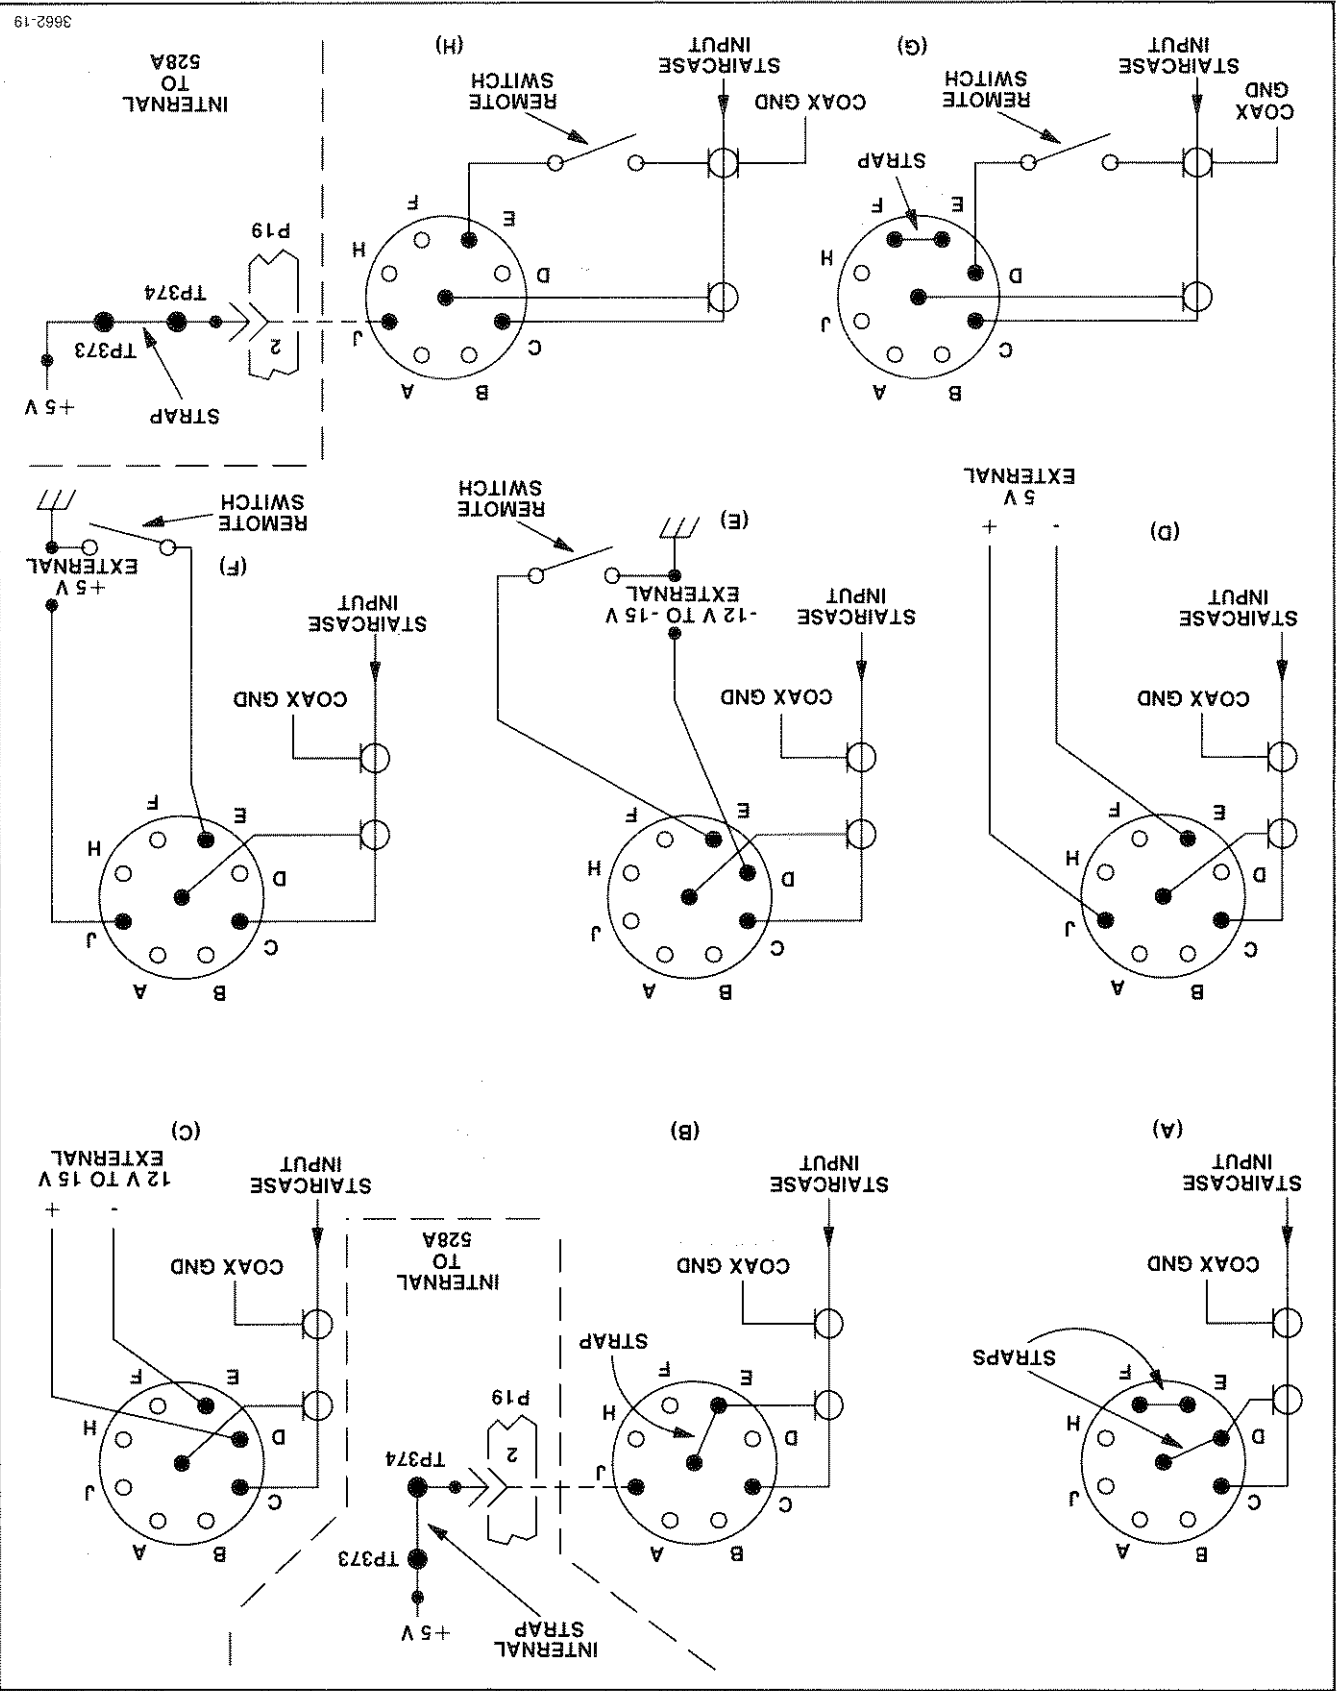 B A
C J
D H
E F
STRAPS
COAX GND
STAIRCASE
INPUT
(A)
INTERNAL
STRAP
+5 V
TP373
TP374
2
P19
B A
C J
D H
E F
STRAP
COAX GND
INTERNAL
TO
528A
STAIRCASE
INPUT
(B)
B A
C J
D H
E F
COAX GND
STAIRCASE
INPUT
- +
12 V TO 15 V
EXTERNAL
(C)
B A
C J
D H
E F
COAX GND
STAIRCASE
INPUT
(D)
- +
5 V
EXTERNAL
B A
C J
D H
E F
COAX GND
STAIRCASE
INPUT
-12 V TO -15 V
EXTERNAL
(E)
REMOTE
SWITCH
B A
C J
D H
E F
COAX GND
STAIRCASE
INPUT
+5 V
EXTERNAL
(F)
REMOTE
SWITCH
B A
C J
D H
E F
STRAP
COAX
GND
REMOTE
SWITCH
STAIRCASE
INPUT
(G)
B A
C J
D H
E F
COAX GND
REMOTE
SWITCH
STAIRCASE
INPUT
(H)
STRAP
+5 V
2
TP373
TP374
P19
INTERNAL
TO
528A
3662-19